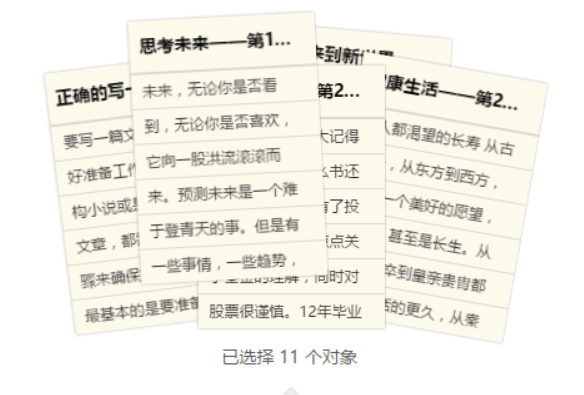 思考未来——第1...
未来，无论你是否看
到，无论你是否喜欢，
它向一股洪流滚滚而
来。预测未来是一个难
于登青天的事。但是有
一些事情，一些趋势，
正确的写
要写一篇文
好准备工作
构小说或
文章，都
骤来确保
最基本的是要准备
来到新
第2...
大记得
么书还
有了投
点关
的理解，同时对
股票很谨慎。12年毕业
康生活——第2...
人都渴望的长寿 从古
，从东方到西方，
一个美好的愿望，
甚至是长生。从
卒到皇亲贵胄都
活的更久，从秦
已选择 11 个对象